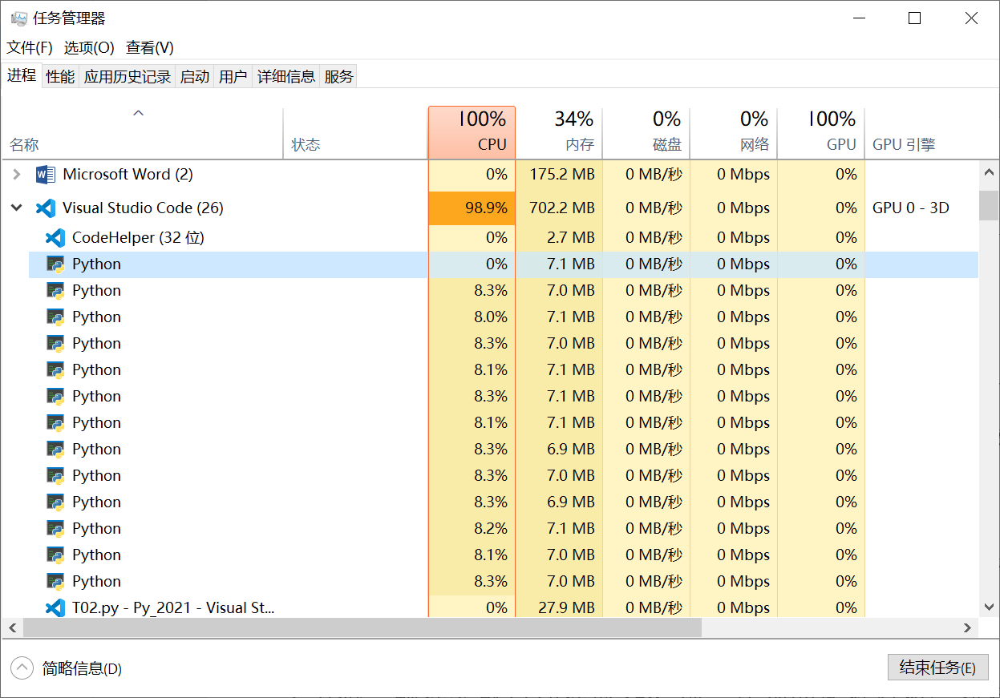 任务管理器
文件(F) 选项(O) 查看(V)
进程 性能 应用历史记录 启动 用户 详细信息 服务
100% 34% 0% 0% 100%
名称 状态 CPU 内存 磁盘 网络 GPU GPU 引擎
Microsoft Word (2) 0% 175.2 MB 0 MB/秒 0 Mbps 0%
Visual Studio Code (26) 98.9% 702.2 MB 0 MB/秒 0 Mbps 0% GPU 0 - 3D
CodeHelper (32 位) 0% 2.7 MB 0 MB/秒 0 Mbps 0%
Python 0% 7.1 MB 0 MB/秒 0 Mbps 0%
Python 8.3% 7.0 MB 0 MB/秒 0 Mbps 0%
Python 8.0% 7.1 MB 0 MB/秒 0 Mbps 0%
Python 8.3% 7.0 MB 0 MB/秒 0 Mbps 0%
Python 8.1% 7.1 MB 0 MB/秒 0 Mbps 0%
Python 8.3% 7.1 MB 0 MB/秒 0 Mbps 0%
Python 8.1% 7.1 MB 0 MB/秒 0 Mbps 0%
Python 8.3% 6.9 MB 0 MB/秒 0 Mbps 0%
Python 8.3% 7.0 MB 0 MB/秒 0 Mbps 0%
Python 8.3% 6.9 MB 0 MB/秒 0 Mbps 0%
Python 8.2% 7.1 MB 0 MB/秒 0 Mbps 0%
Python 8.1% 7.0 MB 0 MB/秒 0 Mbps 0%
Python 8.3% 7.0 MB 0 MB/秒 0 Mbps 0%
T02.py - Py_2021 - Visual St... 0% 27.9 MB 0 MB/秒 0 Mbps 0%
简略信息(D) 结束任务(E)